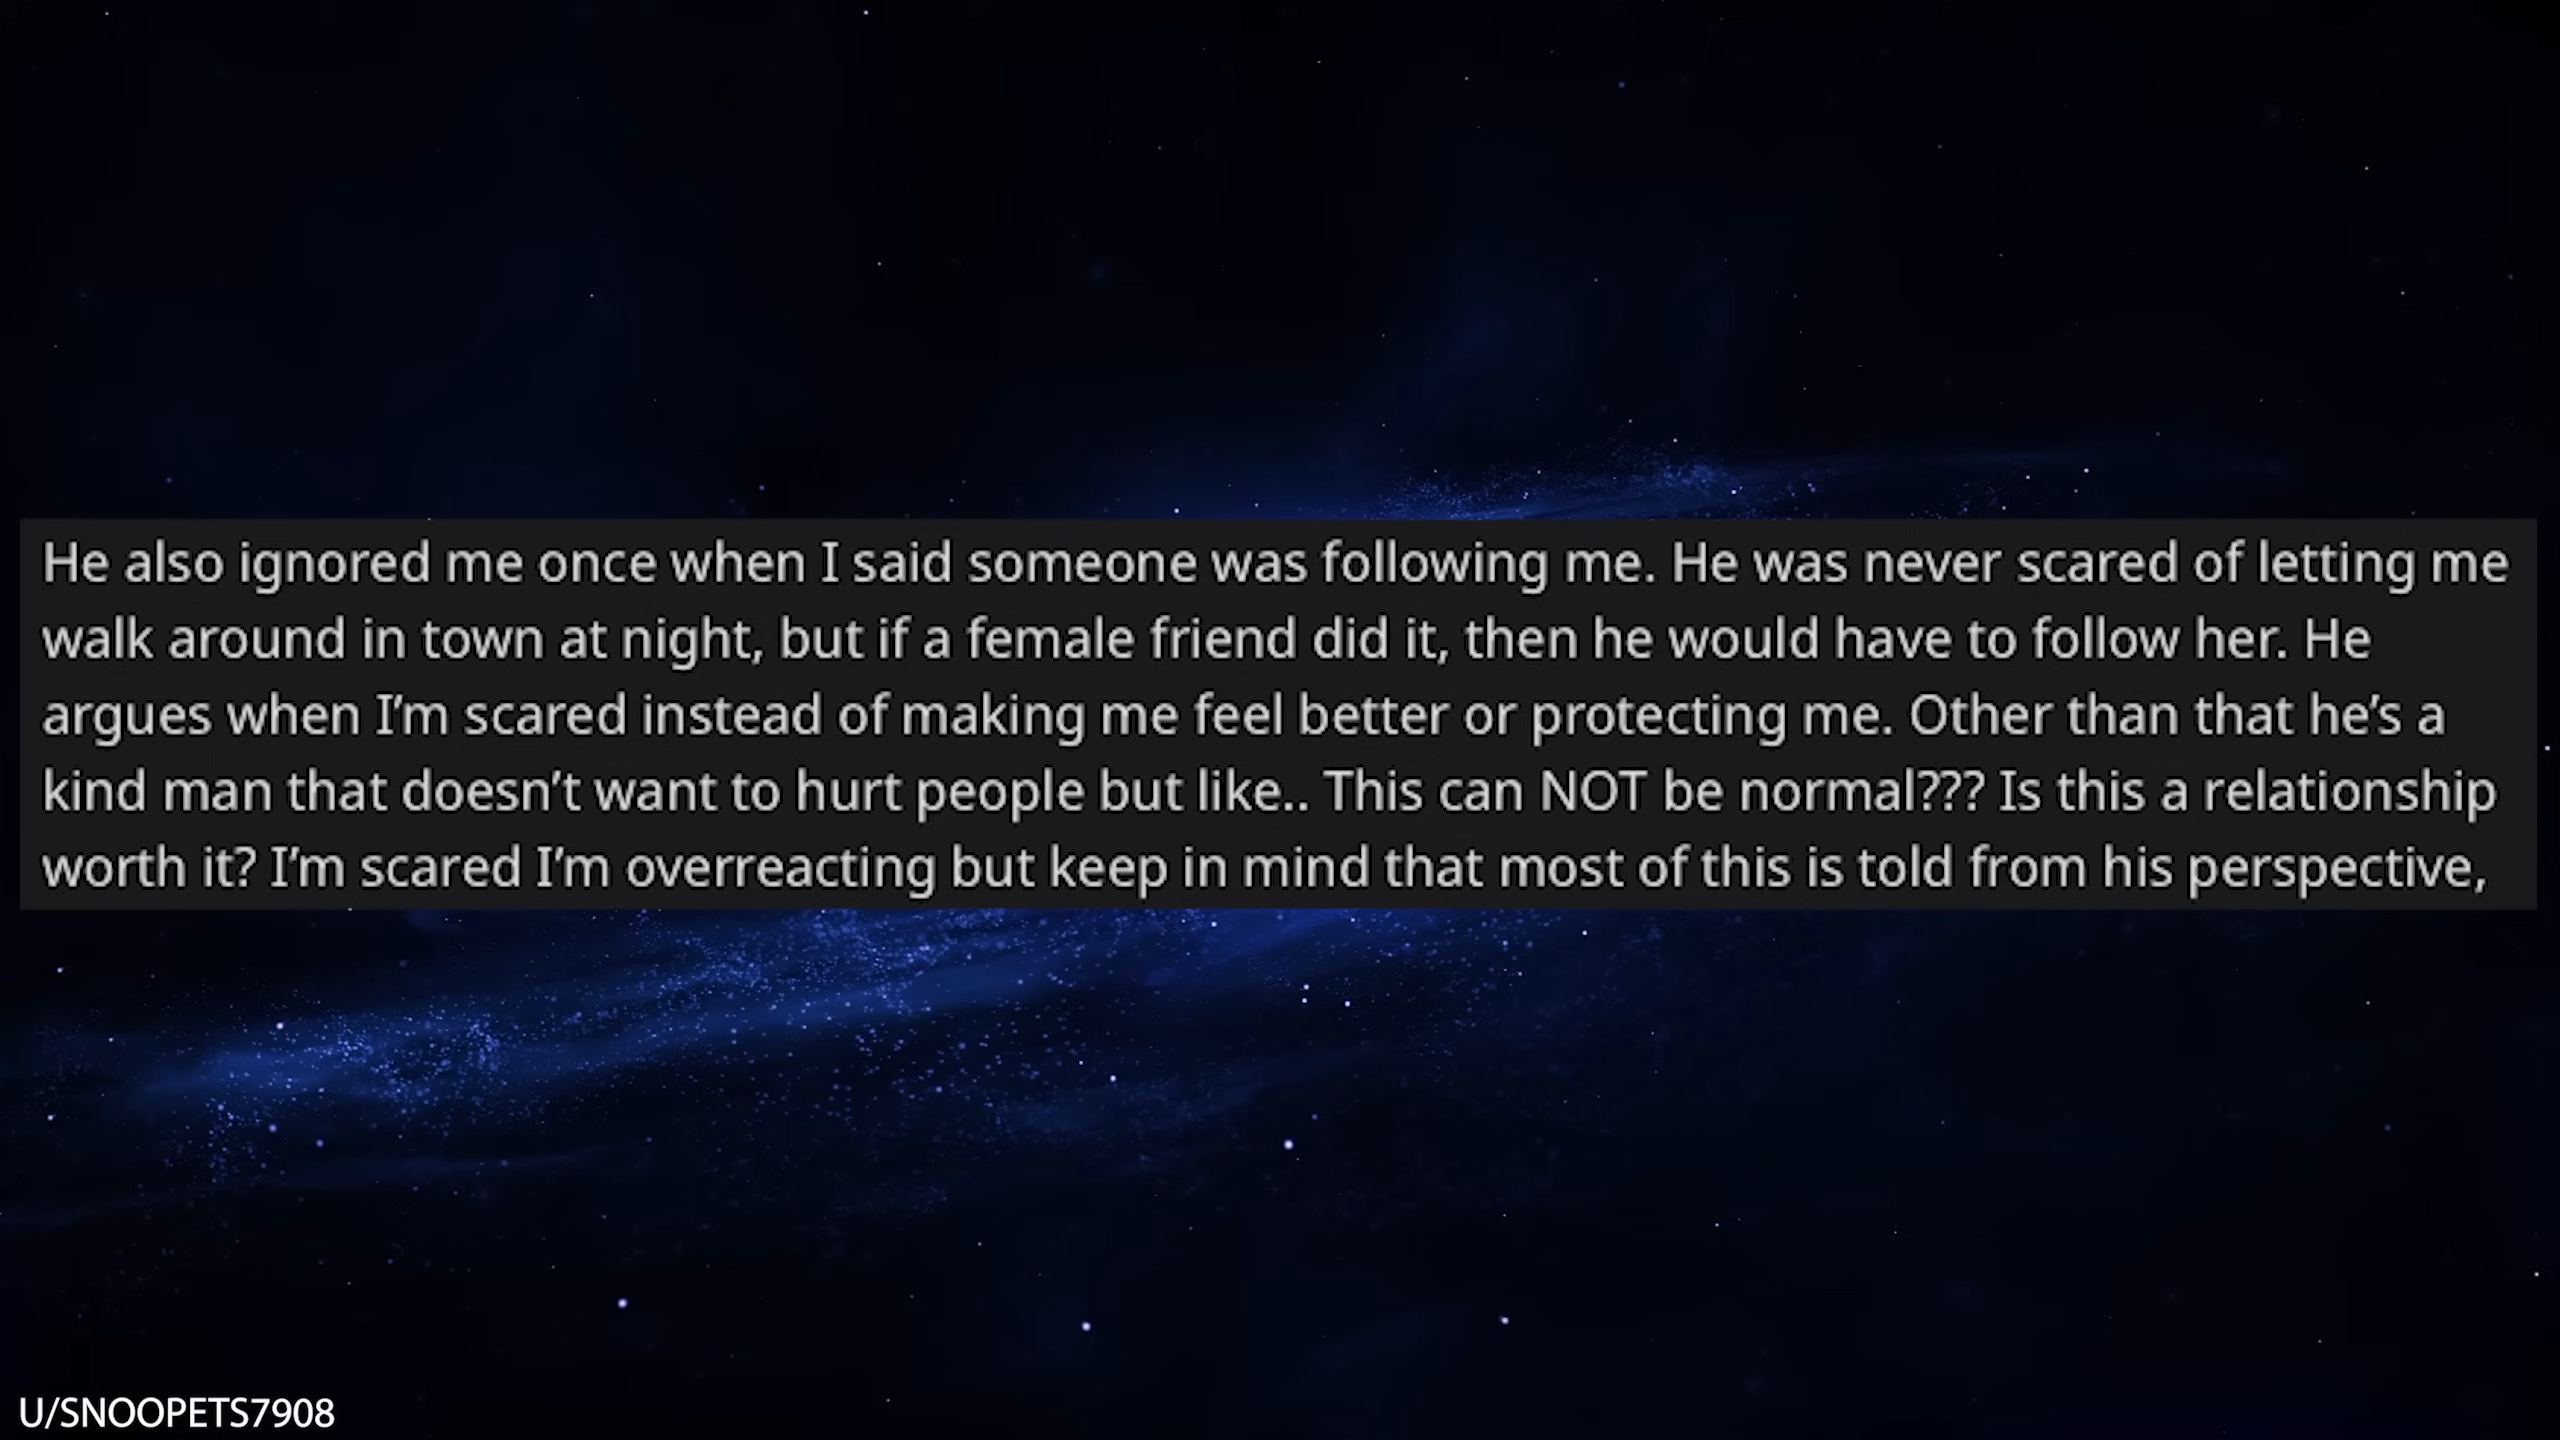 He also ignored me once when I said someone was following me. He was never scared of letting me
walk around in town at night, but if a female friend did it, then he would have to follow her. He
argues when I’m scared instead of making me feel better or protecting me. Other than that he’s a
kind man that doesn’t want to hurt people but like.. This can NOT be normal??? Is this a relationship
worth it? I’m scared I’m overreacting but keep in mind that most of this is told from his perspective,
U/SNOOPETS7908